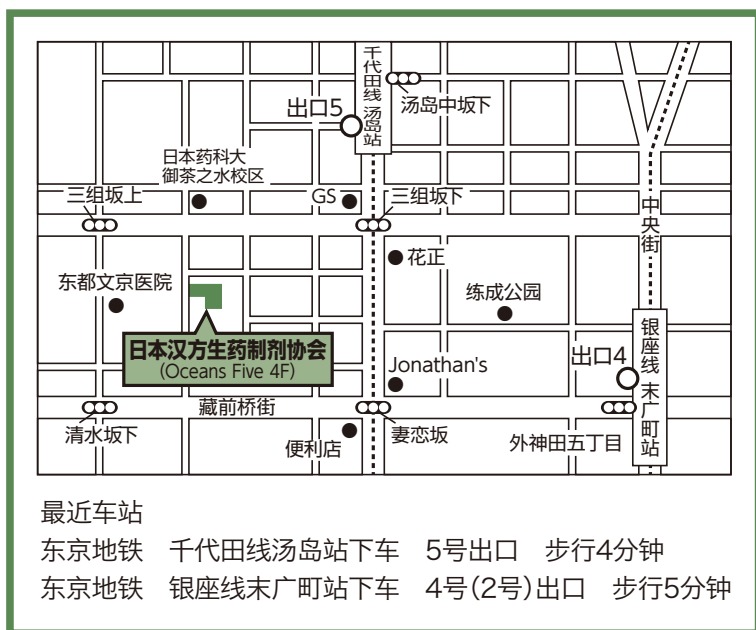 千代田线 汤岛站
出口5
汤岛中坂下
日本药科大
御茶之水校区
三组坂上
GS
三组坂下
中央街
花正
东都文京医院
练成公园
日本汉方生药制剂协会
(Oceans Five 4F)
银座线 末广町站
出口4
Jonathan's
藏前桥街
清水坂下
便利店
妻恋坂
外神田五丁目
最近车站
东京地铁　千代田线汤岛站下车　5号出口　步行4分钟
东京地铁　银座线末广町站下车　4号(2号)出口　步行5分钟